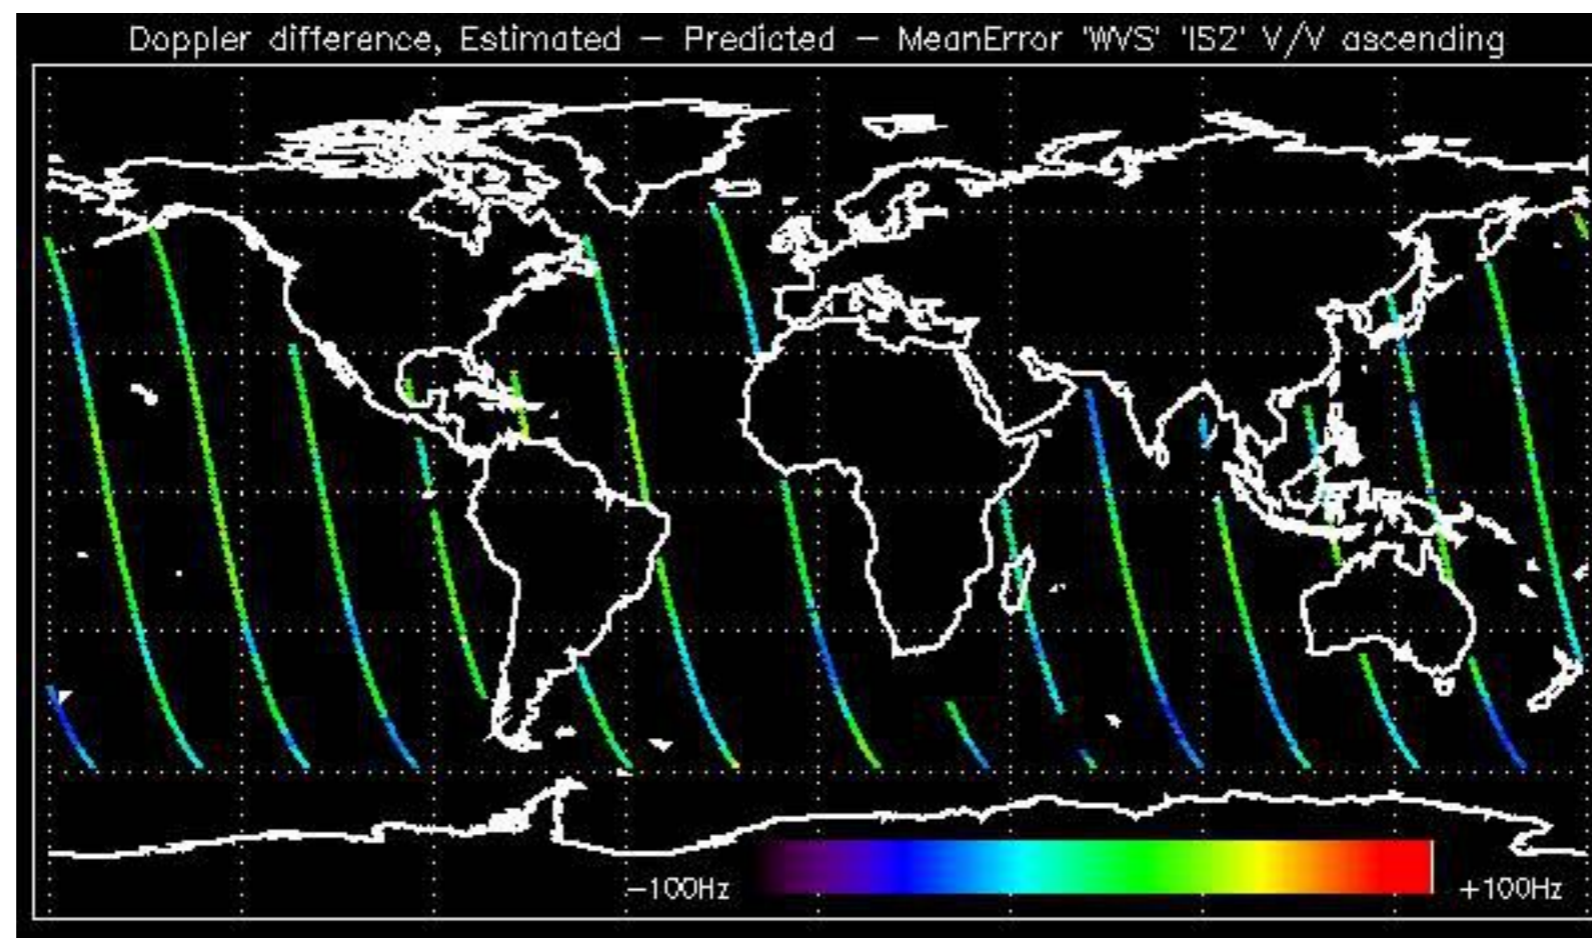 Doppler difference, Estimated − Predicted − MeanError 'WVS' 'IS2' V/V ascending
−100Hz +100Hz